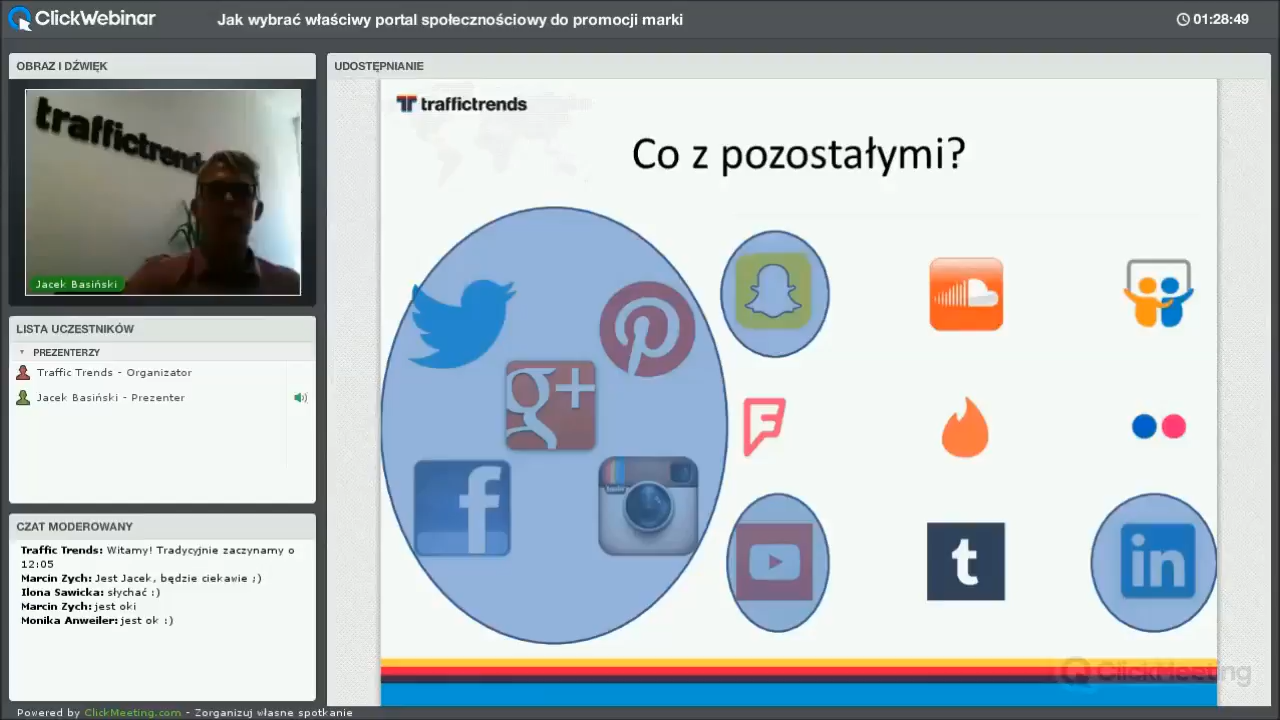 ClickWebinar
Jak wybrać właściwy portal społecznościowy do promocji marki
01:28:49
OBRAZ I DŹWIĘK
traffictrends
Jacek Basiński
LISTA UCZESTNIKÓW
PREZENTERZY
Traffic Trends - Organizator
Jacek Basiński - Prezenter
CZAT MODEROWANY
Traffic Trends: Witamy! Tradycyjnie zaczynamy o
12:05
Marcin Zych: Jest Jacek, będzie ciekawie ;)
Ilona Sawicka: słychać :)
Marcin Zych: jest oki
Monika Anweiler: jest ok :)
UDOSTĘPNIANIE
traffictrends
Co z pozostałymi?
g+
f
t
in
ClickMeeting
Powered by ClickMeeting.com - Zorganizuj własne spotkanie